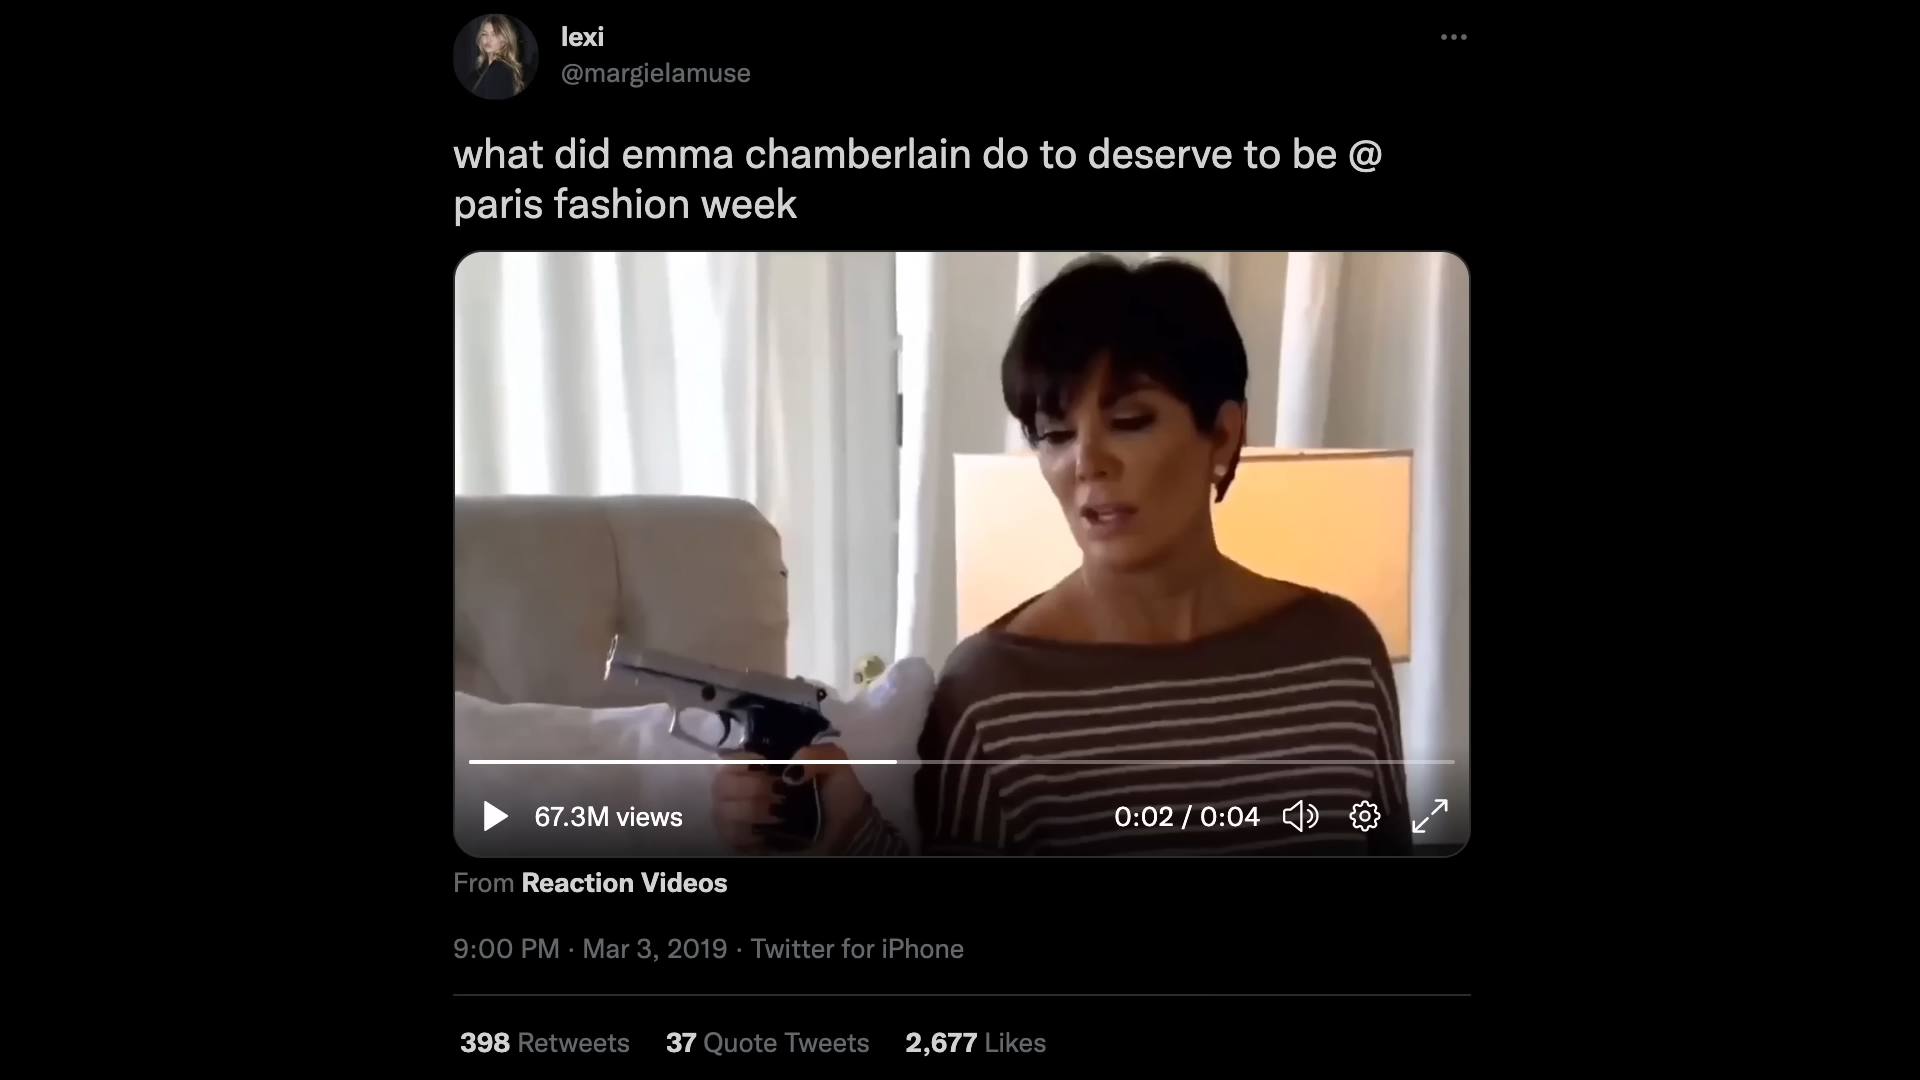 lexi
@margielamuse
what did emma chamberlain do to deserve to be @
paris fashion week
67.3M views
0:02 / 0:04
From Reaction Videos
9:00 PM · Mar 3, 2019 · Twitter for iPhone
398 Retweets 37 Quote Tweets 2,677 Likes